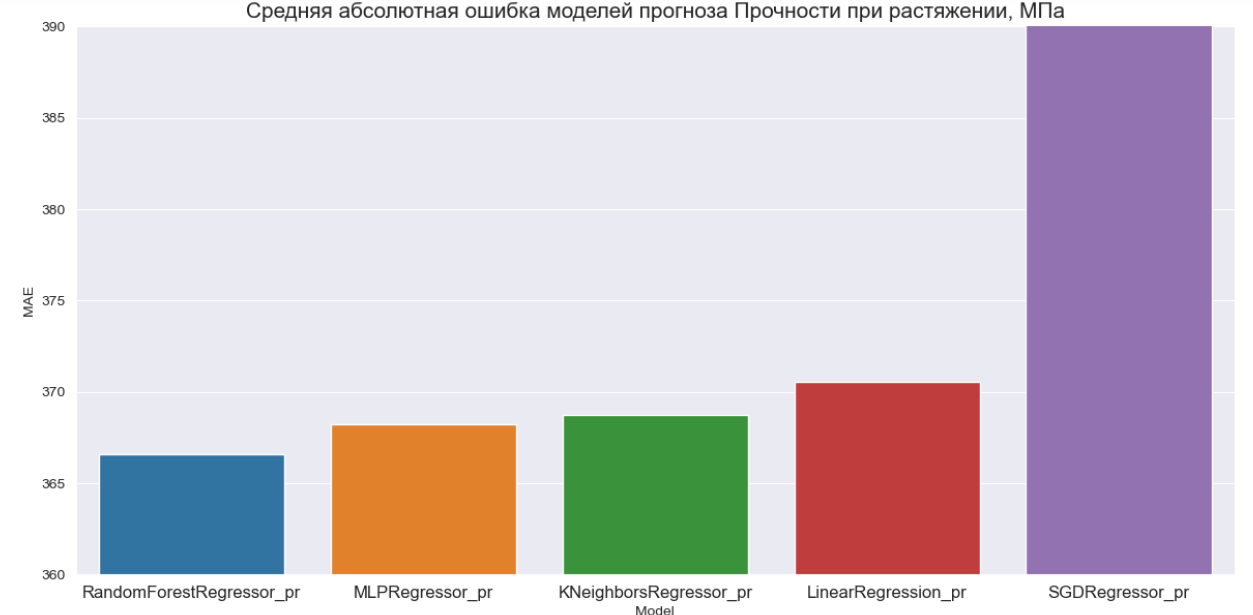 Средняя абсолютная ошибка моделей прогноза Прочности при растяжении, МПа
390
385
380
375
370
365
360
MAE
RandomForestRegressor_pr MLPRegressor_pr KNeighborsRegressor_pr LinearRegression_pr SGDRegressor_pr
Model